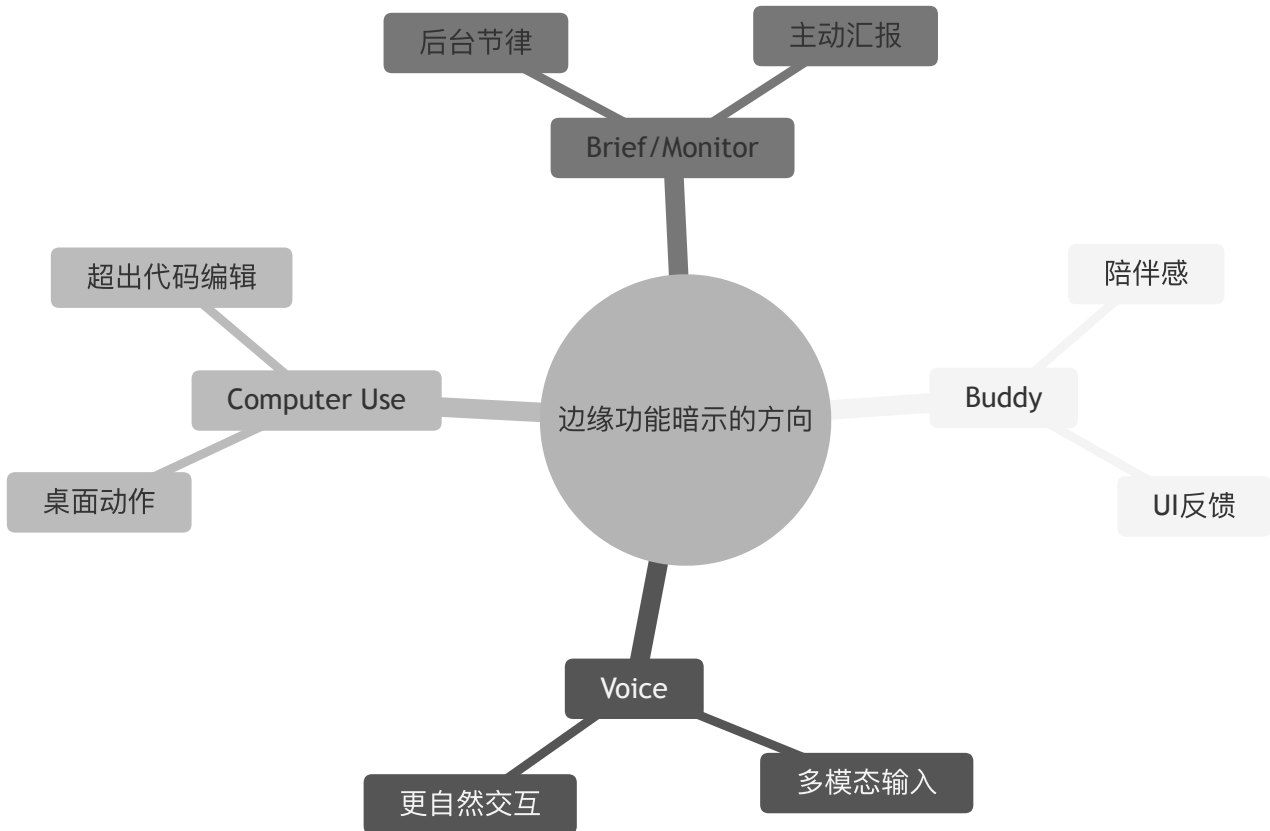 后台节律
主动汇报
Brief/Monitor
超出代码编辑
陪伴感
Computer Use
边缘功能暗示的方向
Buddy
桌面动作
UI反馈
Voice
更自然交互
多模态输入